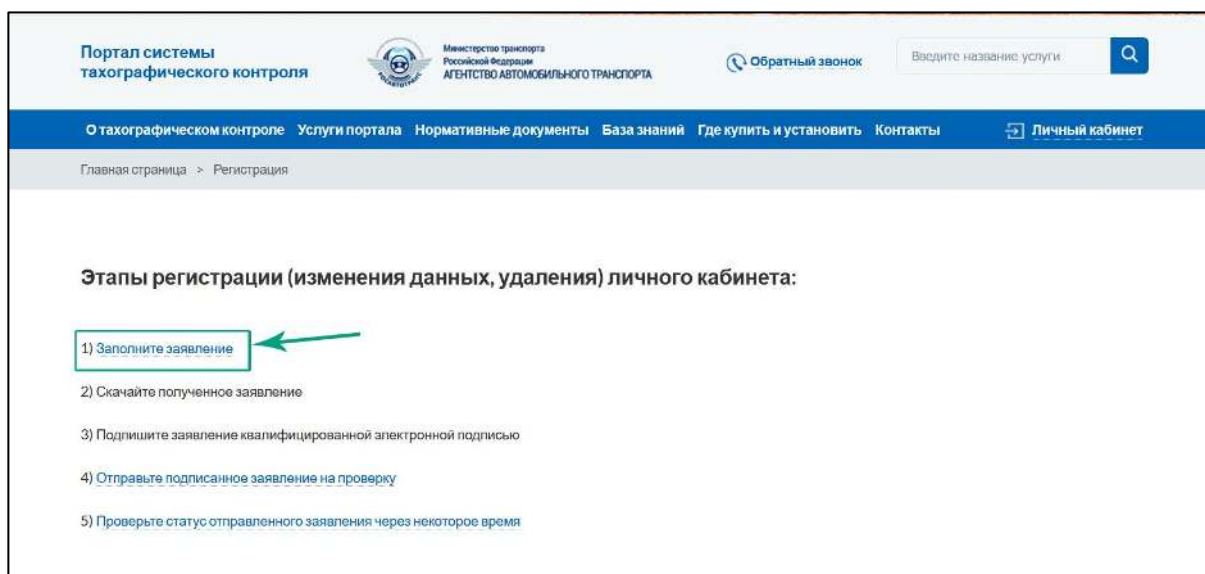 Портал системы
тахографического контроля
РОСАВТОТРАНС
Министерство транспорта
Российской Федерации
АГЕНТСТВО АВТОМОБИЛЬНОГО ТРАНСПОРТА
Обратный звонок
Введите название услуги
О тахографическом контроле Услуги портала Нормативные документы База знаний Где купить и установить Контакты Личный кабинет
Главная страница > Регистрация
Этапы регистрации (изменения данных, удаления) личного кабинета:
1) Заполните заявление
2) Скачайте полученное заявление
3) Подпишите заявление квалифицированной электронной подписью
4) Отправьте подписанное заявление на проверку
5) Проверьте статус отправленного заявления через некоторое время